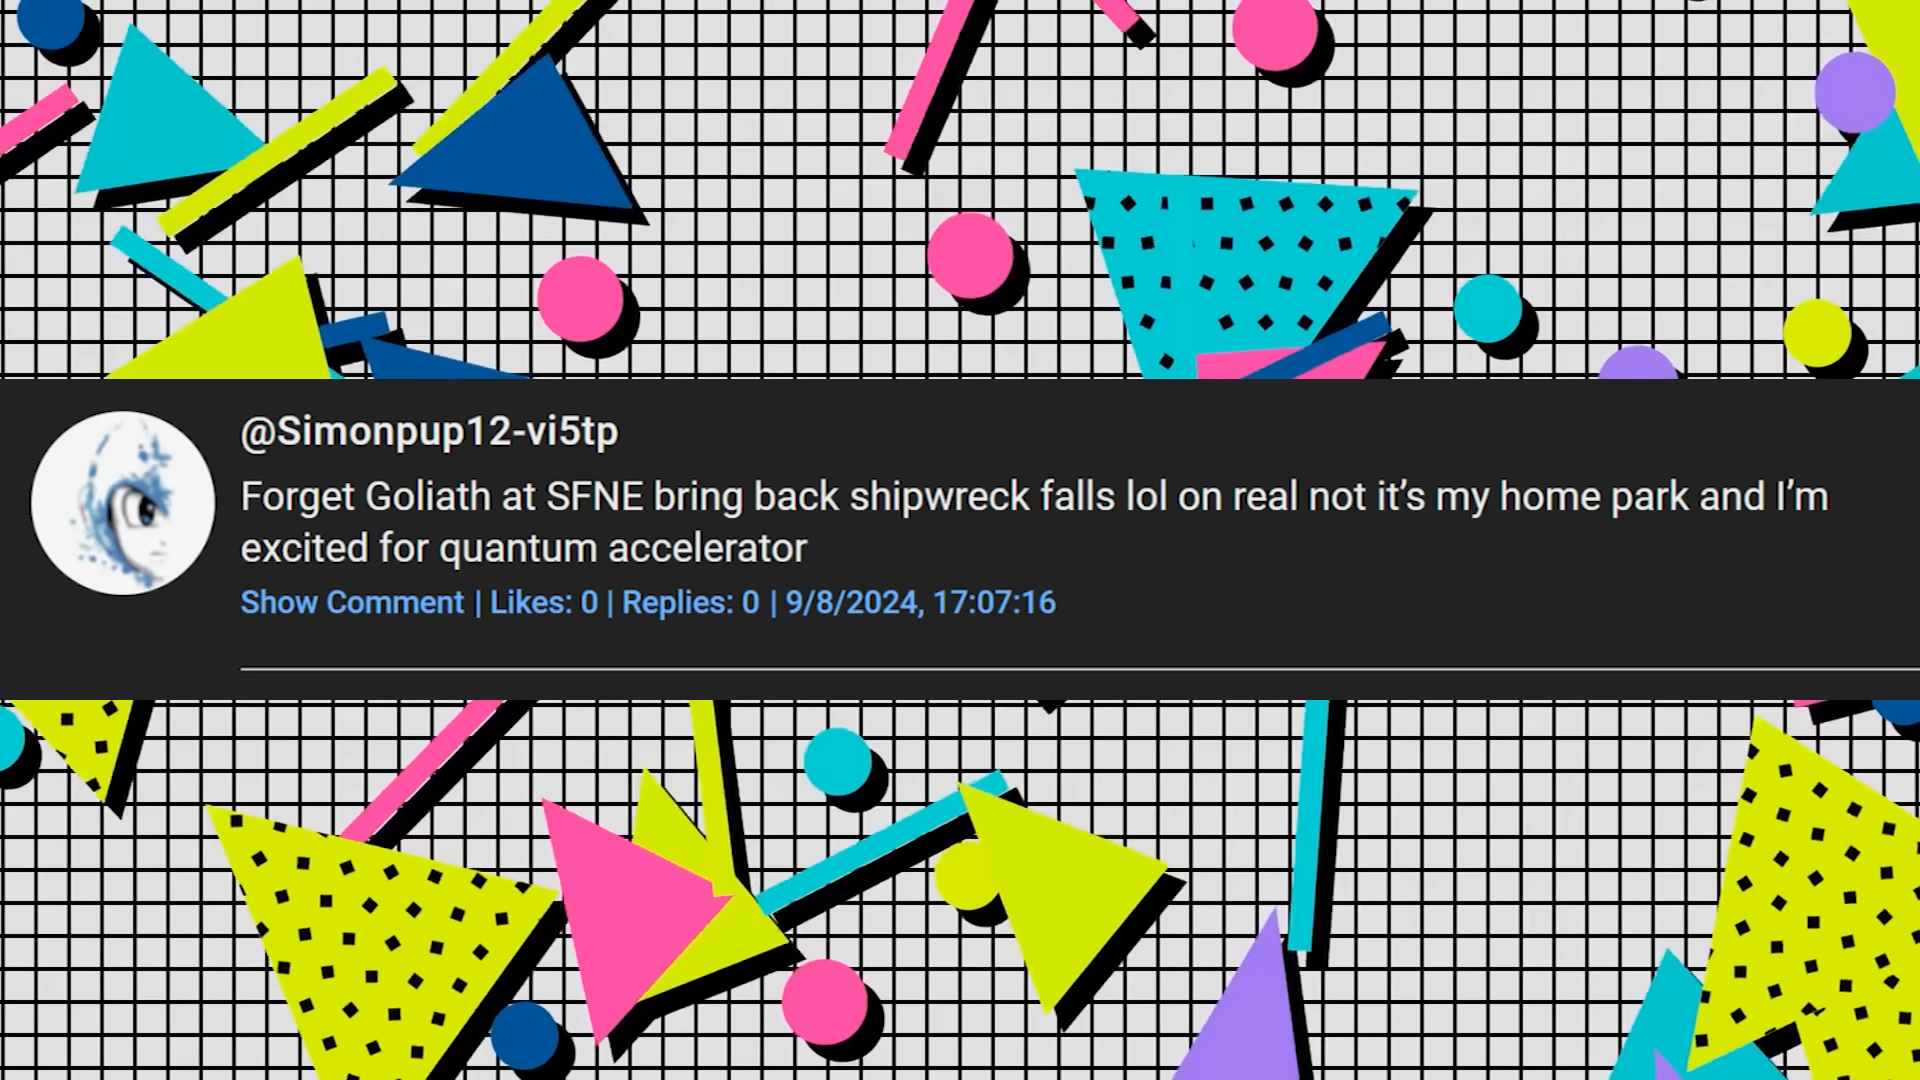 @Simonpup12-vi5tp
Forget Goliath at SFNE bring back shipwreck falls lol on real not it’s my home park and I’m
excited for quantum accelerator
Show Comment | Likes: 0 | Replies: 0 | 9/8/2024, 17:07:16